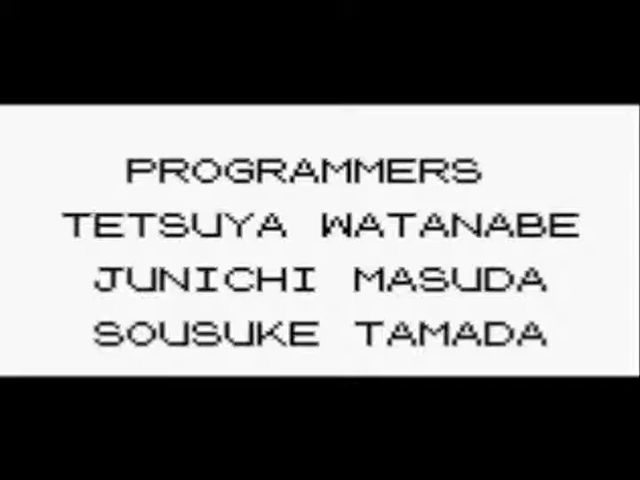 PROGRAMMERS
TETSUYA WATANABE
JUNICHI MASUDA
SOUSUKE TAMADA